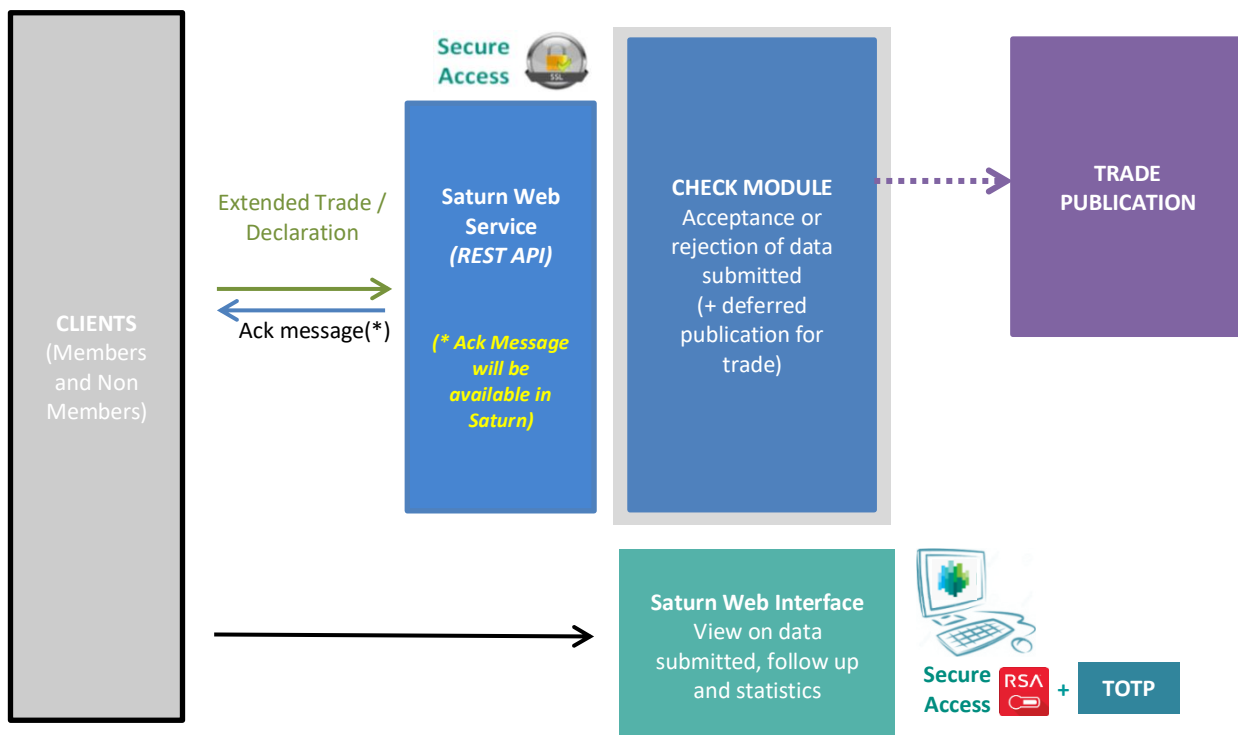 CLIENTS
(Members
and Non
Members)
Extended Trade /
Declaration
Ack message(*)
Secure
Access
SSL
Saturn Web
Service
(REST API)
(* Ack Message
will be
available in
Saturn)
CHECK MODULE
Acceptance or
rejection of data
submitted
(+ deferred
publication for
trade)
TRADE
PUBLICATION
Saturn Web Interface
View on data
submitted, follow up
and statistics
Secure
Access
RSA
+
TOTP